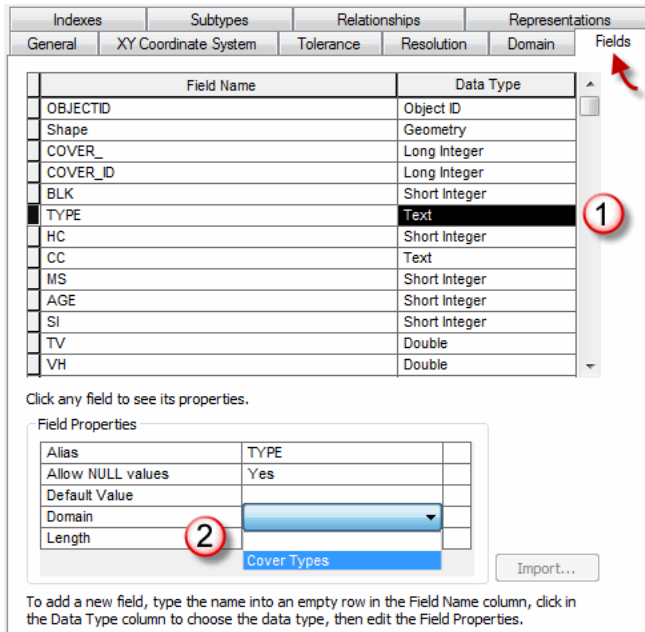 Indexes Subtypes Relationships Representations
General XY Coordinate System Tolerance Resolution Domain Fields
Field Name Data Type
OBJECTID Object ID
Shape Geometry
COVER_ Long Integer
COVER_ID Long Integer
BLK Short Integer
TYPE Text 1
HC Short Integer
CC Text
MS Short Integer
AGE Short Integer
SI Short Integer
TV Double
VH Double
Click any field to see its properties.
Field Properties
Alias TYPE
Allow NULL values Yes
Default Value
Domain
Length 2
Cover Types
Import...
To add a new field, type the name into an empty row in the Field Name column, click in
the Data Type column to choose the data type, then edit the Field Properties.